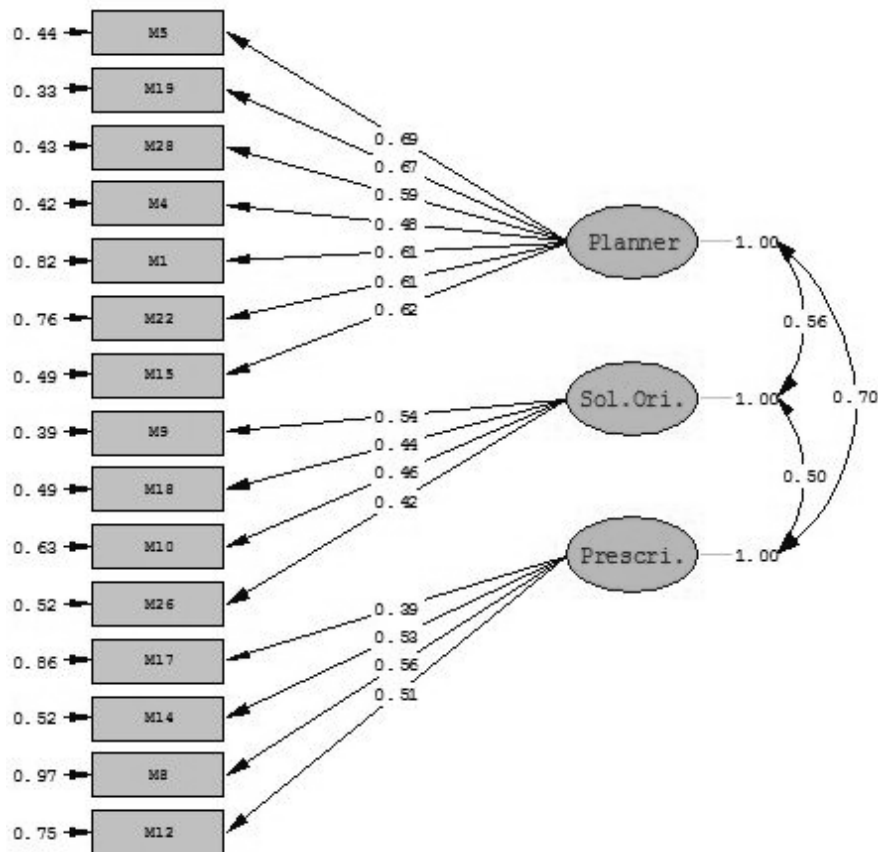 0.44 M5
0.33 M19
0.43 M28
0.42 M4
0.82 M1
0.76 M22
0.49 M15
0.39 M9
0.49 M18
0.63 M10
0.52 M26
0.86 M17
0.52 M14
0.97 M8
0.75 M12
0.69
0.67
0.59
0.48
0.61
0.61
0.62
0.54
0.44
0.46
0.42
0.39
0.53
0.56
0.51
Planner 1.00
Sol.Ori. 1.00
Prescri. 1.00
0.56
0.70
0.50